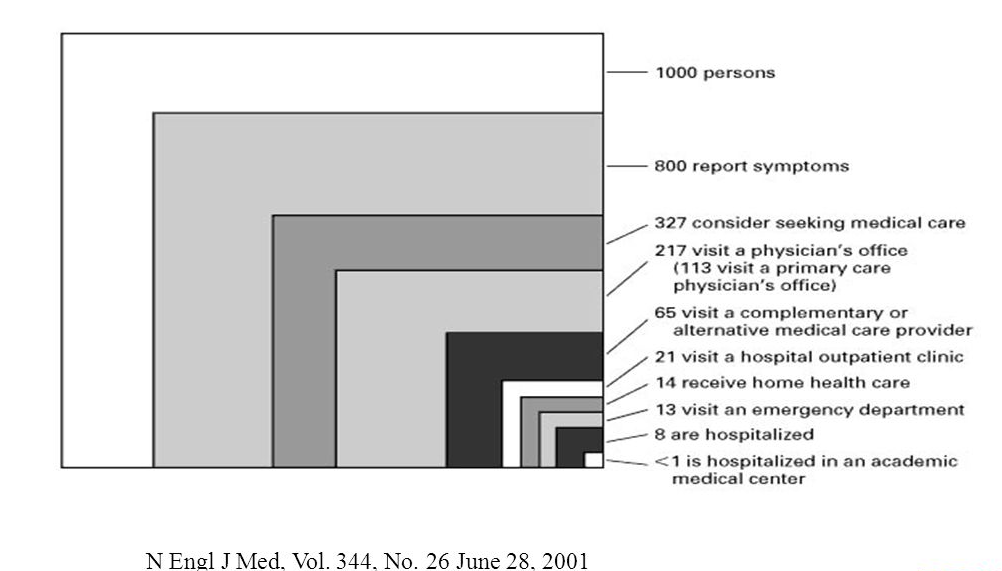 1000 persons
800 report symptoms
327 consider seeking medical care
217 visit a physician's office
(113 visit a primary care
physician's office)
65 visit a complementary or
alternative medical care provider
21 visit a hospital outpatient clinic
14 receive home health care
13 visit an emergency department
8 are hospitalized
<1 is hospitalized in an academic
medical center
N Engl J Med, Vol. 344, No. 26 June 28, 2001